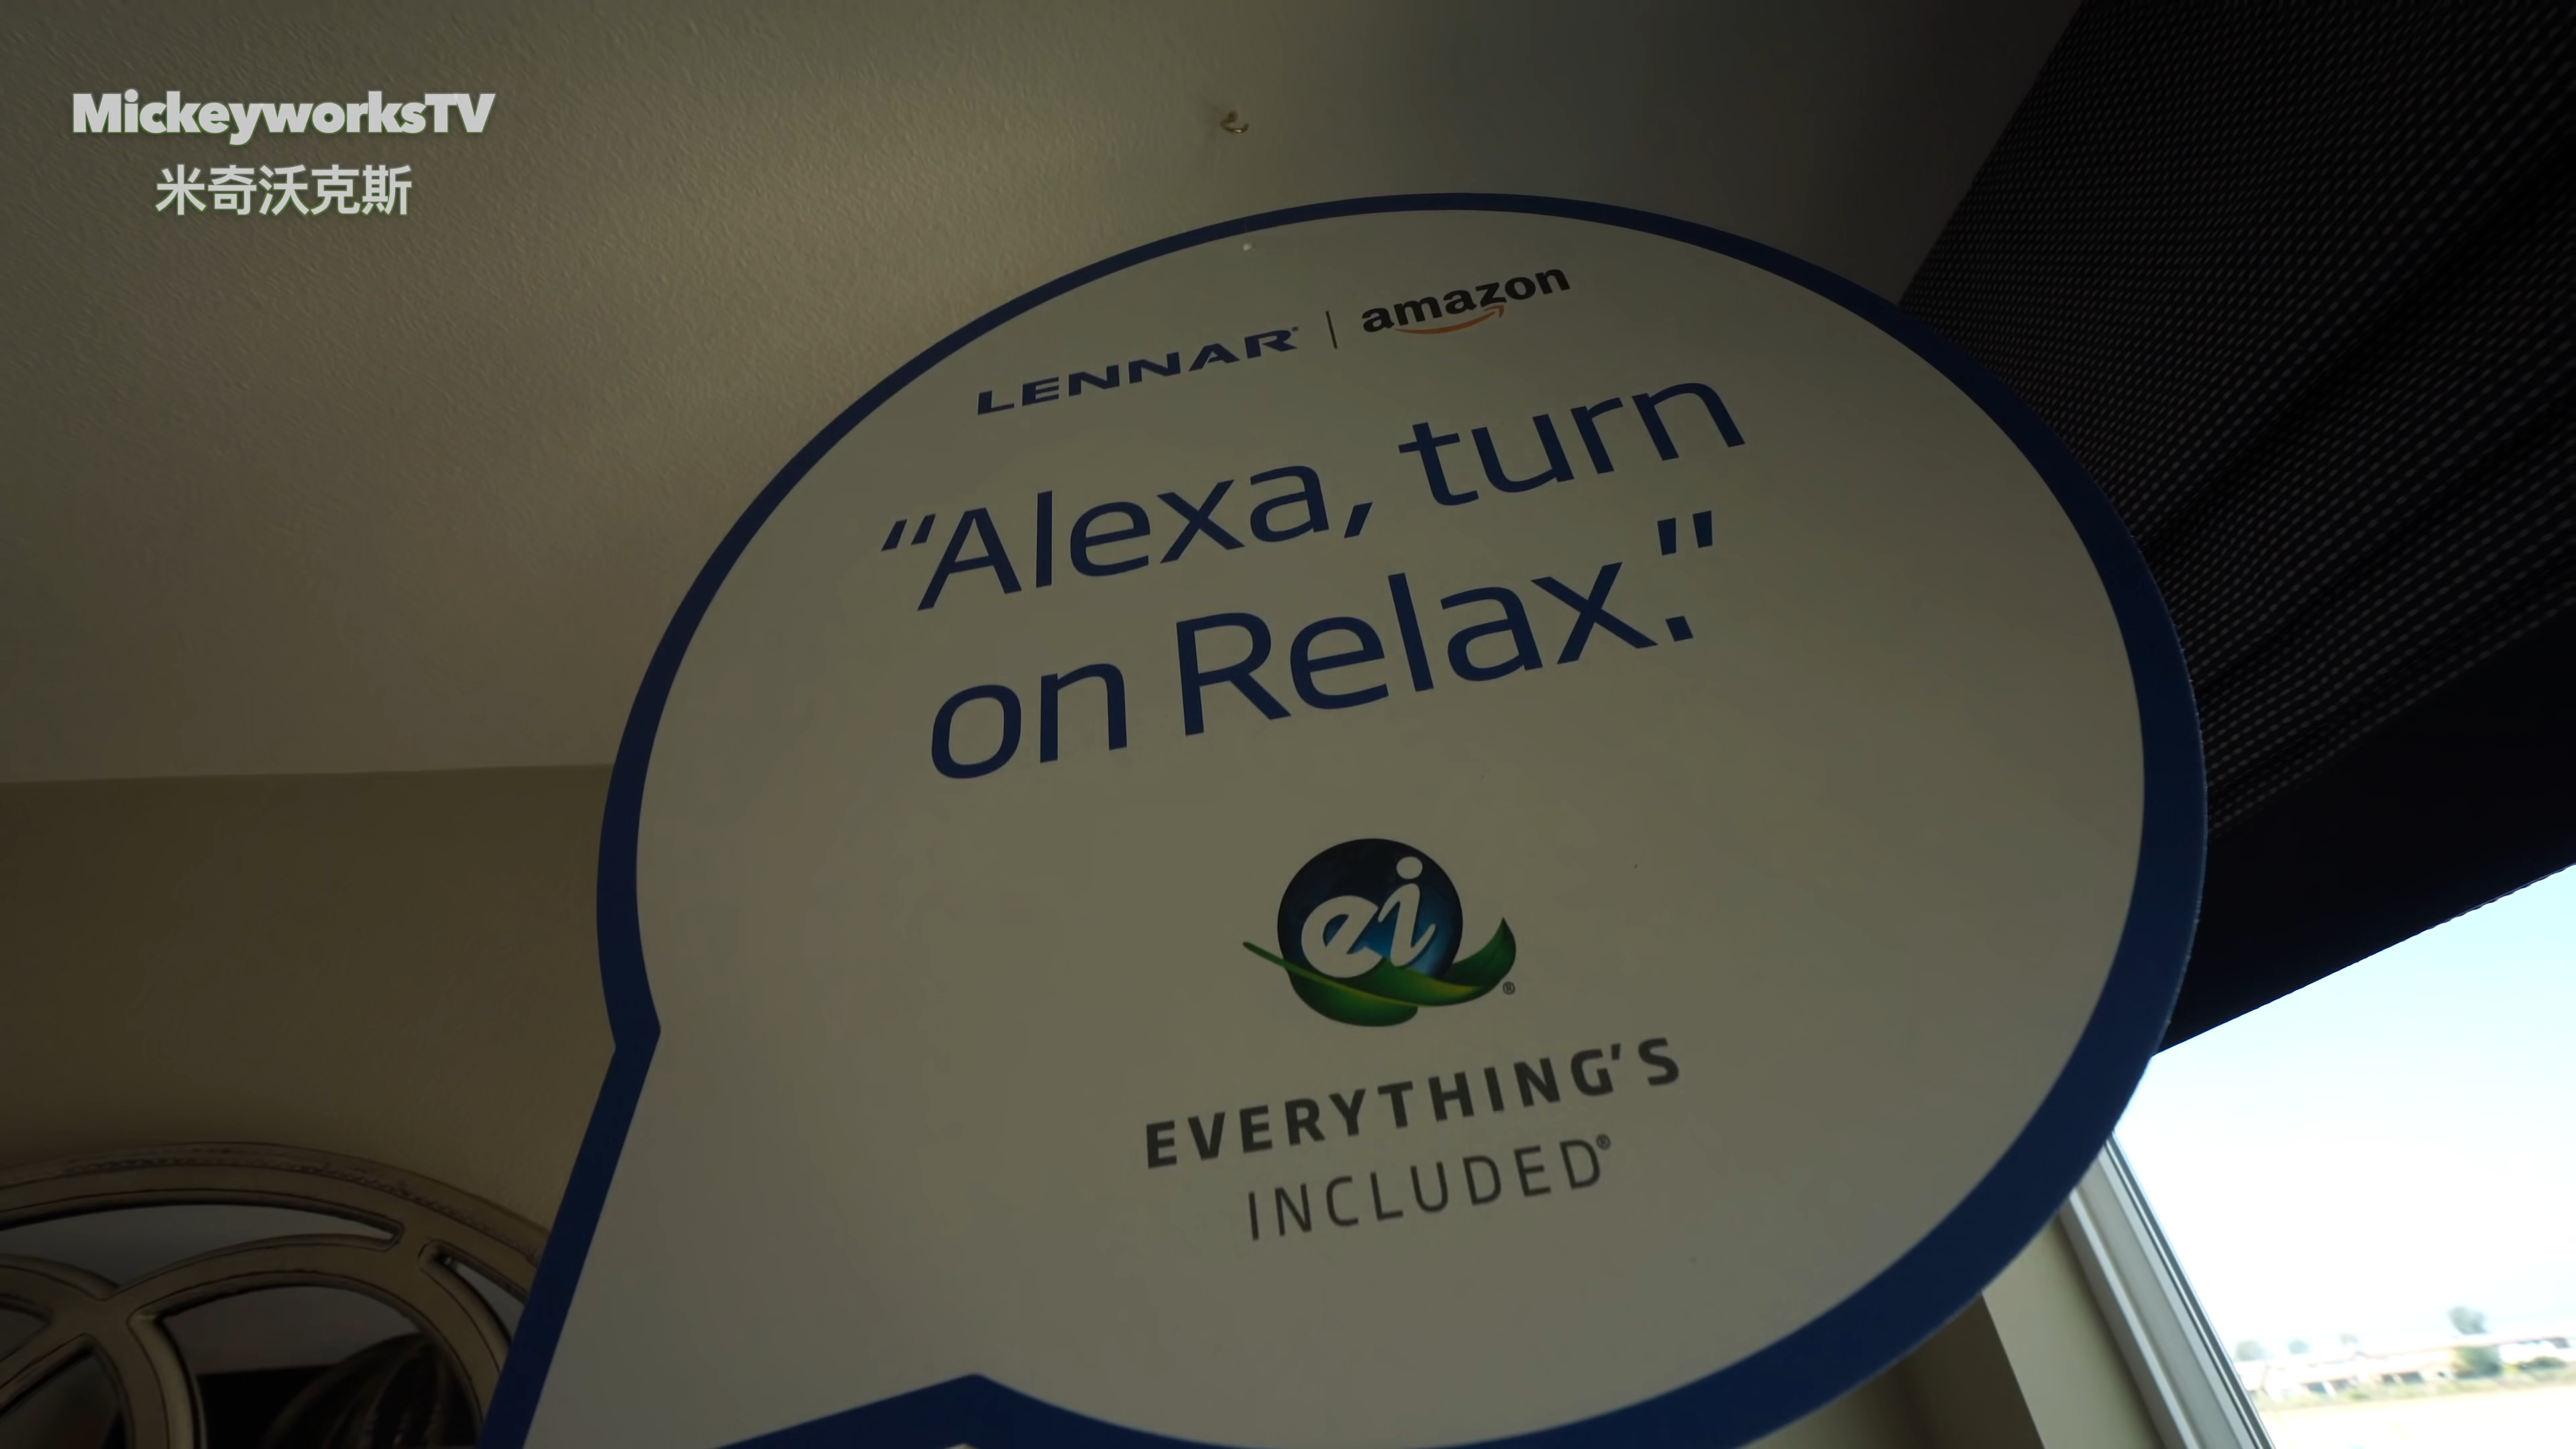 MickeyworksTV
米奇沃克斯
LENNAR® | amazon
“Alexa, turn
on Relax."
ei®
EVERYTHING'S
INCLUDED®